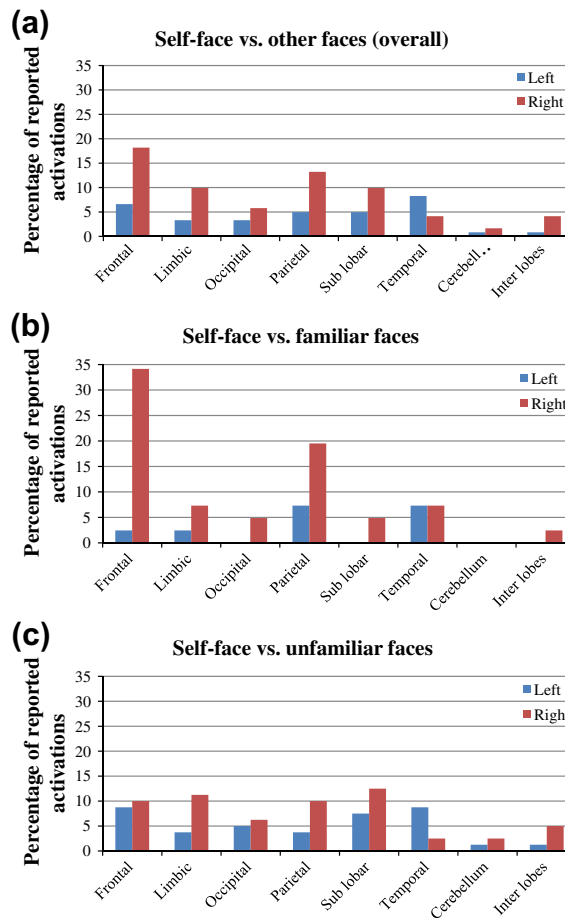 (a)
Self-face vs. other faces (overall)
Percentage of reported
activations
35
30
25
20
15
10
5
0
Left
Right
Frontal
Limbic
Occipital
Parietal
Sub lobar
Temporal
Cerebell..
Inter lobes
(b)
Self-face vs. familiar faces
Percentage of reported
activations
35
30
25
20
15
10
5
0
Left
Right
Frontal
Limbic
Occipital
Parietal
Sub lobar
Temporal
Cerebellum
Inter lobes
(c)
Self-face vs. unfamiliar faces
Percentage of reported
activations
35
30
25
20
15
10
5
0
Left
Right
Frontal
Limbic
Occipital
Parietal
Sub lobar
Temporal
Cerebellum
Inter lobes